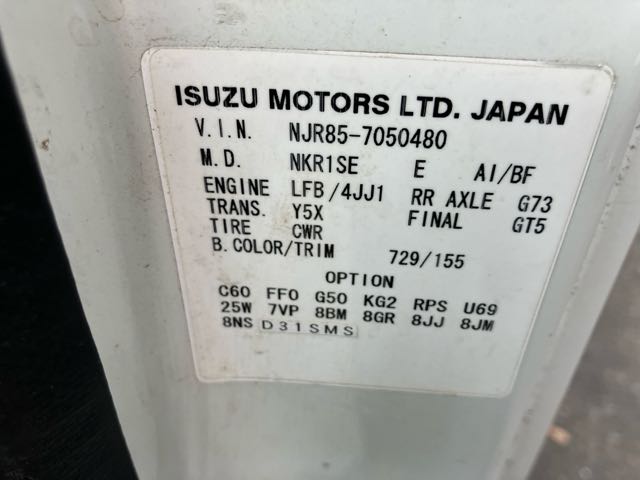 ISUZU MOTORS LTD. JAPAN
V.I.N. NJR85-7050480
M.D. NKR1SE E AI/BF
ENGINE LFB/4JJ1 RR AXLE G73
TRANS. Y5X FINAL GT5
TIRE CWR
B.COLOR/TRIM 729/155
OPTION
C60 FF0 G50 KG2 RPS U69
25W 7VP 8BM 8GR 8JJ 8JM
8NS D31SMS